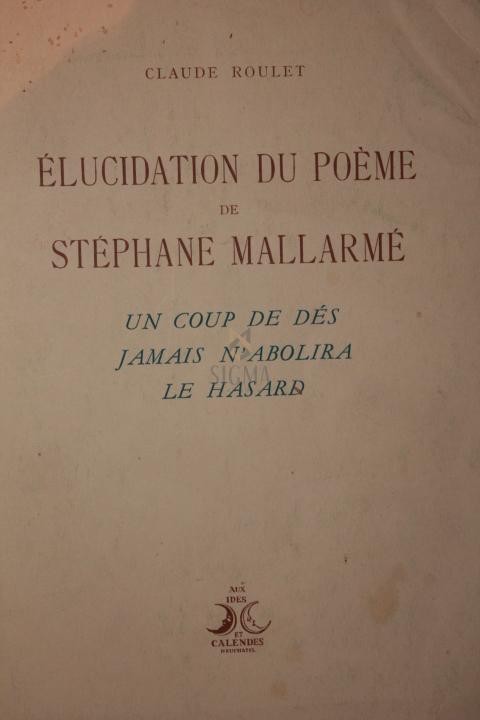 CLAUDE ROULET
ÉLUCIDATION DU POÈME
DE
STÉPHANE MALLARMÉ
UN COUP DE DÉS
JAMAIS N'ABOLIRA
SIGMA
LE HASARD
AUX
IDES
ET
CALENDES
NEUCHATEL